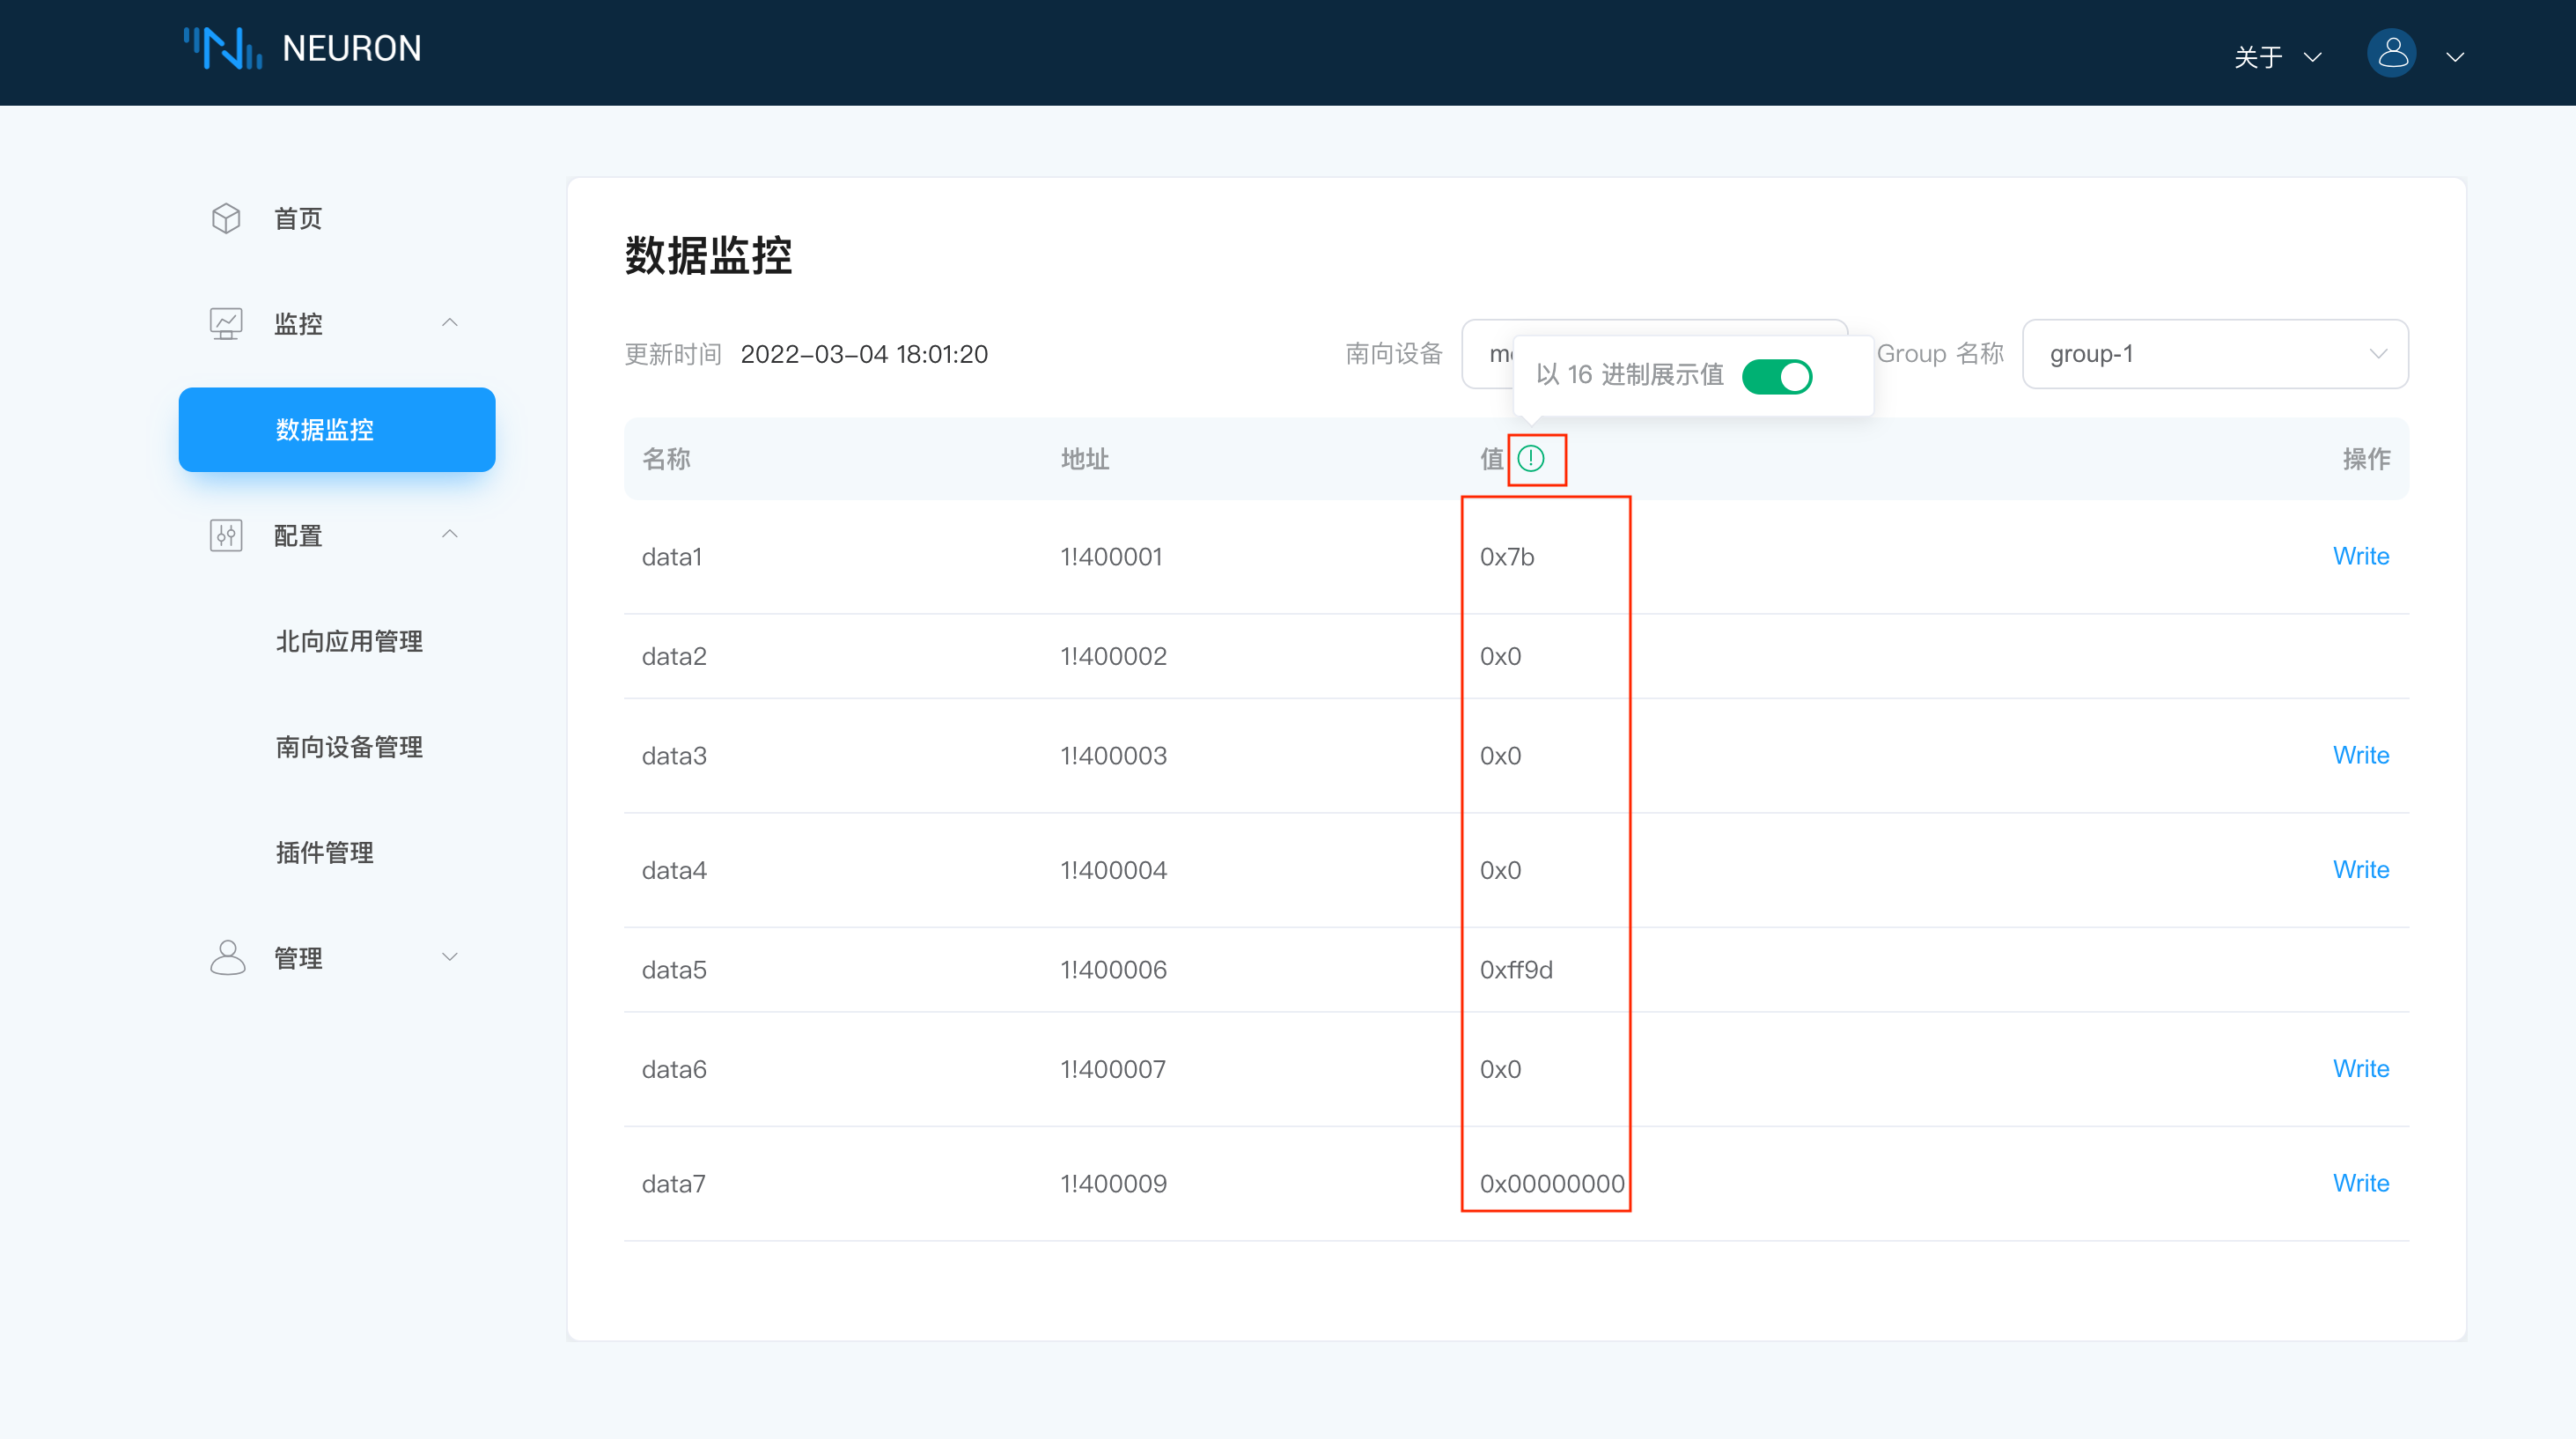 NEURON
关于
首页
监控
数据监控
配置
北向应用管理
南向设备管理
插件管理
管理
数据监控
更新时间 2022-03-04 18:01:20
南向设备
以 16 进制展示值
Group 名称 group-1
名称 地址 值 操作
data1 1!400001 0x7b Write
data2 1!400002 0x0
data3 1!400003 0x0 Write
data4 1!400004 0x0 Write
data5 1!400006 0xff9d
data6 1!400007 0x0 Write
data7 1!400009 0x00000000 Write